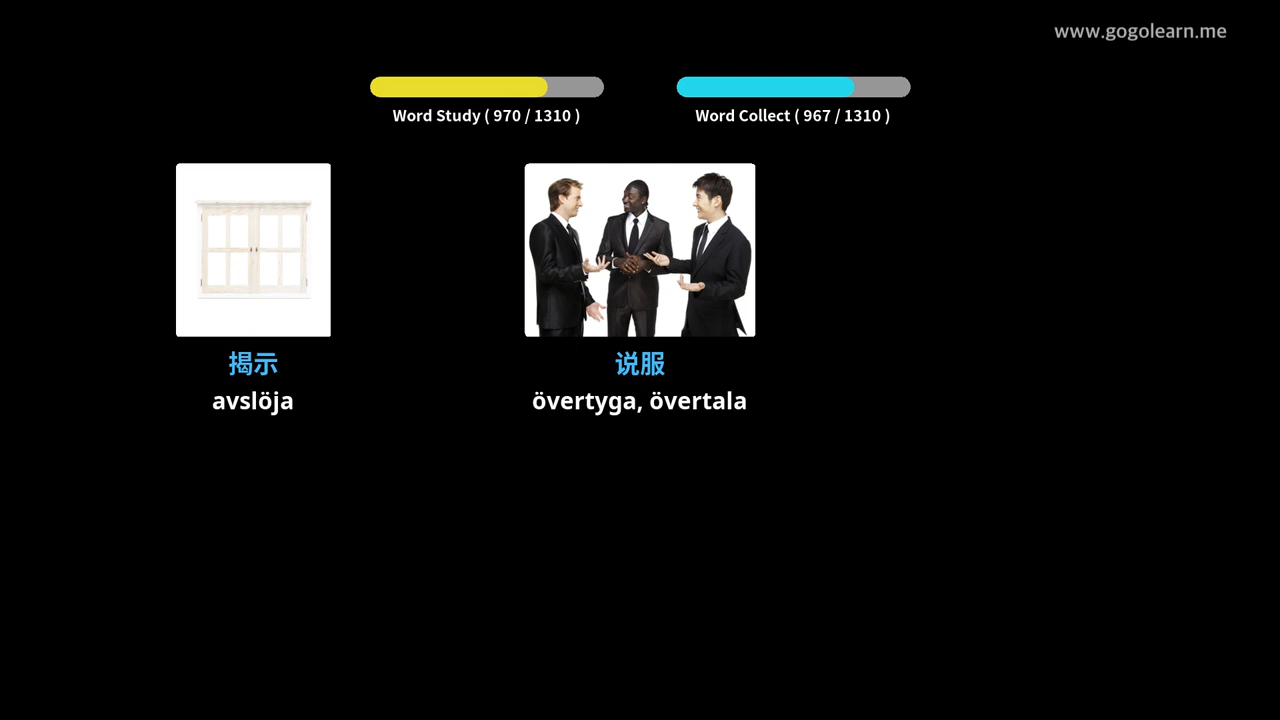 www.gogolearn.me
Word Study ( 970 / 1310 )
Word Collect ( 967 / 1310 )
揭示
avslöja
说服
övertyga, övertala